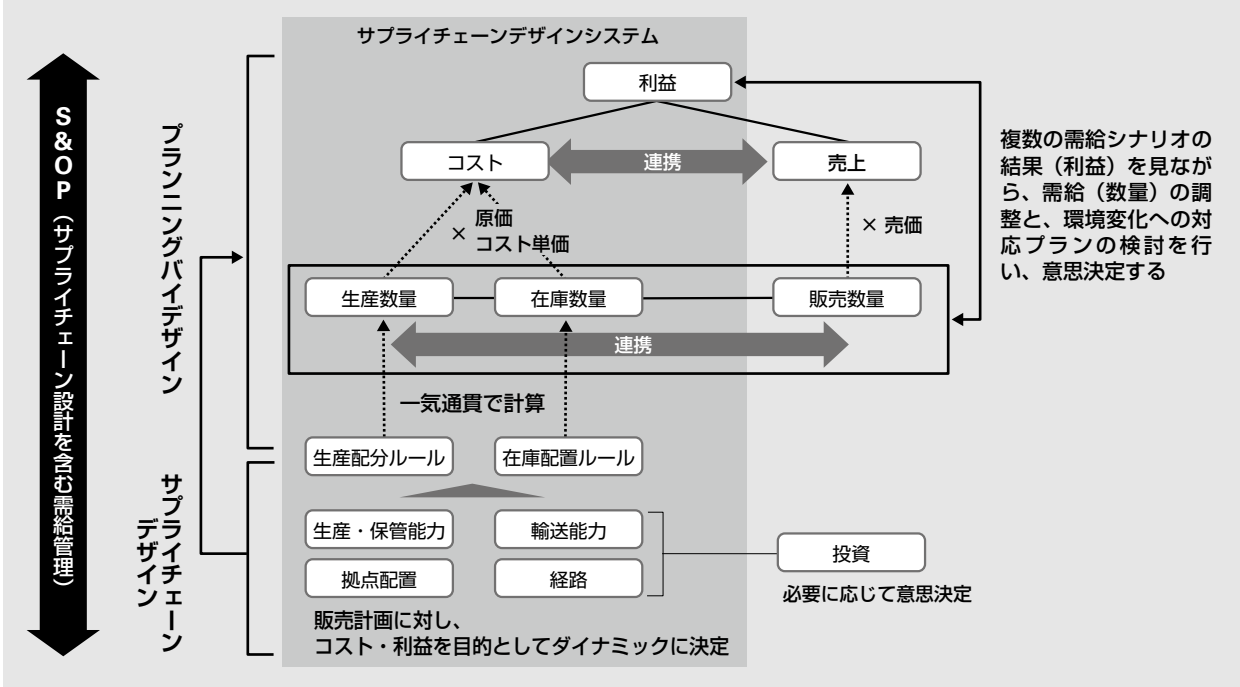 サプライチェーンデザインシステム
S&OP（サプライチェーン設計を含む需給管理）
プランニングバイデザイン
サプライチェーン
デザイン
利益
コスト
連携
売上
複数の需給シナリオの
結果（利益）を見なが
ら、需給（数量）の調
整と、環境変化への対
応プランの検討を行
い、意思決定する
× 原価
コスト単価
× 売価
生産数量
在庫数量
販売数量
連携
一気通貫で計算
生産配分ルール
在庫配置ルール
生産・保管能力
輸送能力
拠点配置
経路
投資
必要に応じて意思決定
販売計画に対し、
コスト・利益を目的としてダイナミックに決定